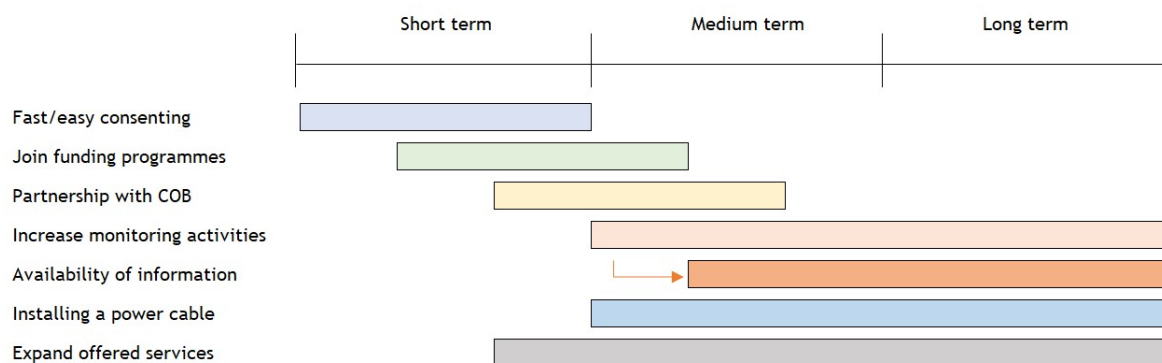 Short term
Medium term
Long term
Fast/easy consenting
Join funding programmes
Partnership with COB
Increase monitoring activities
Availability of information
Installing a power cable
Expand offered services